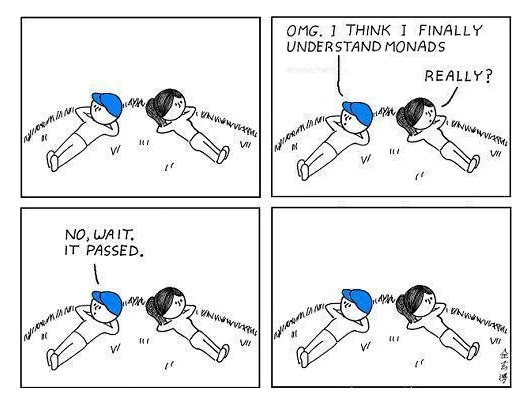 OMG. I THINK I FINALLY
UNDERSTAND MONADS
REALLY?
NO, WAIT.
IT PASSED.